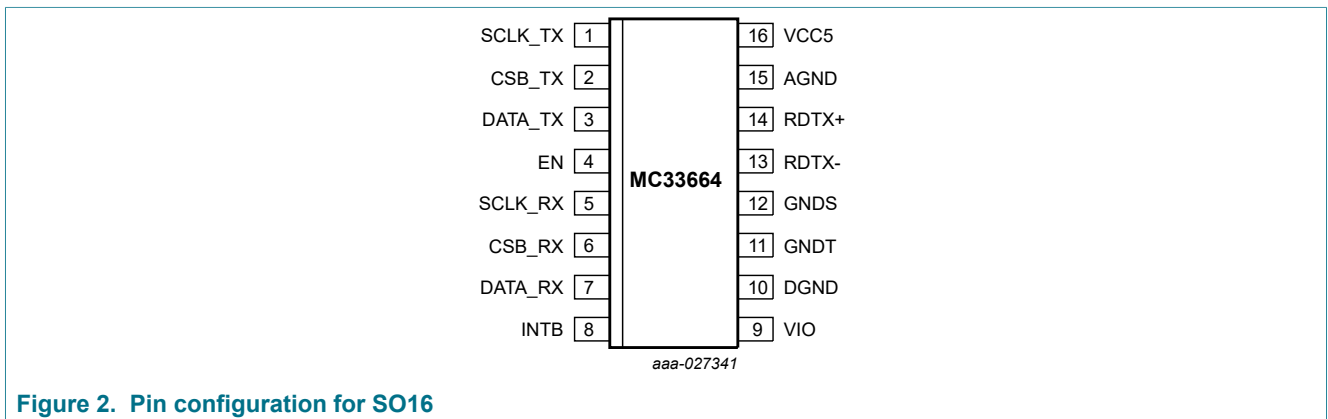 SCLK_TX 1 16 VCC5
CSB_TX 2 15 AGND
DATA_TX 3 14 RDTX+
EN 4 13 RDTX-
MC33664
SCLK_RX 5 12 GNDS
CSB_RX 6 11 GNDT
DATA_RX 7 10 DGND
INTB 8 9 VIO
aaa-027341
Figure 2. Pin configuration for SO16